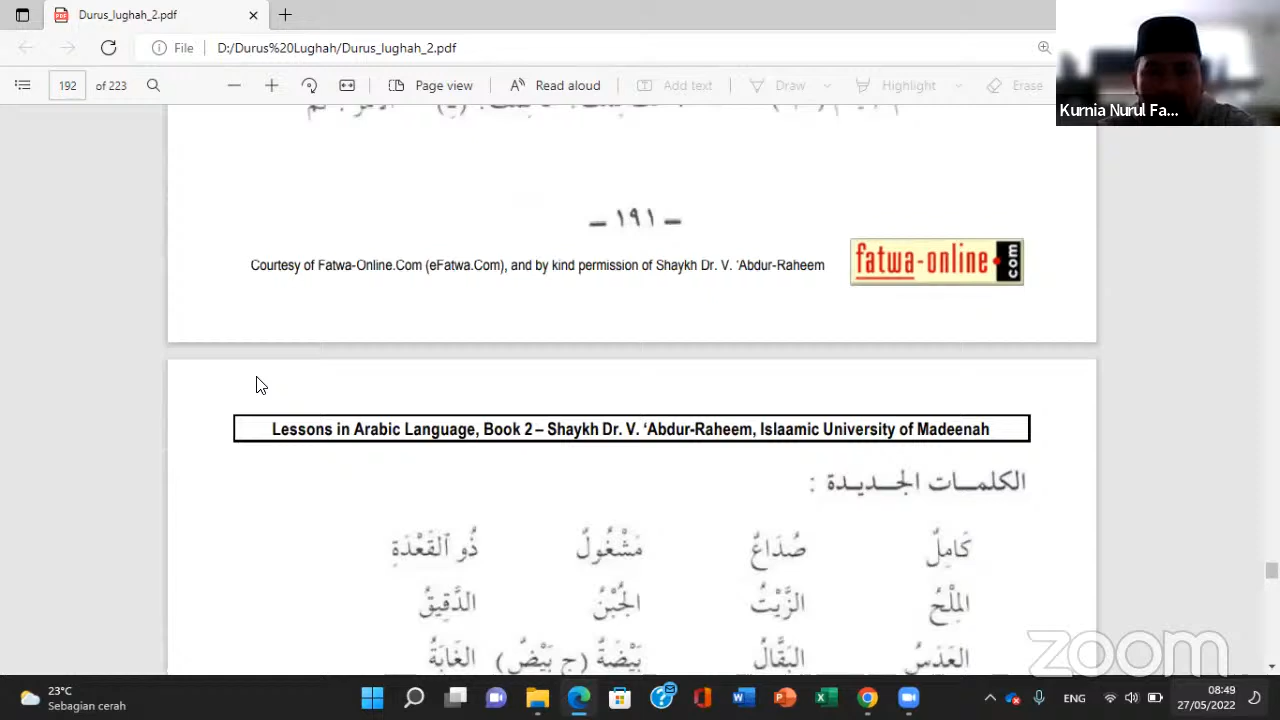 Durus_lughah_2.pdf
File D:/Durus%20Lughah/Durus_lughah_2.pdf
192 of 223 Page view Read aloud Add text Draw Highlight Erase
Kurnia Nurul Fa...
– ١٩١ –
Courtesy of Fatwa-Online.Com (eFatwa.Com), and by kind permission of Shaykh Dr. V. ‘Abdur-Raheem
fatwa-online.com
Lessons in Arabic Language, Book 2 – Shaykh Dr. V. ‘Abdur-Raheem, Islaamic University of Madeenah
الكلمـات الجـديـدة :
كَامِلٌ صُدَاعٌ مَشْغُولٌ ذُو ٱلقَعْدَةِ
المِلْحُ الزَّيْتُ الجُبْنُ الدَّقِيقُ
العَدَسُ البَقَّالُ بَيْضَةٌ (ج بَيْضٌ) الغَابَةُ
zoom
23°C
Sebagian cerah
ENG
08:49
27/05/2022